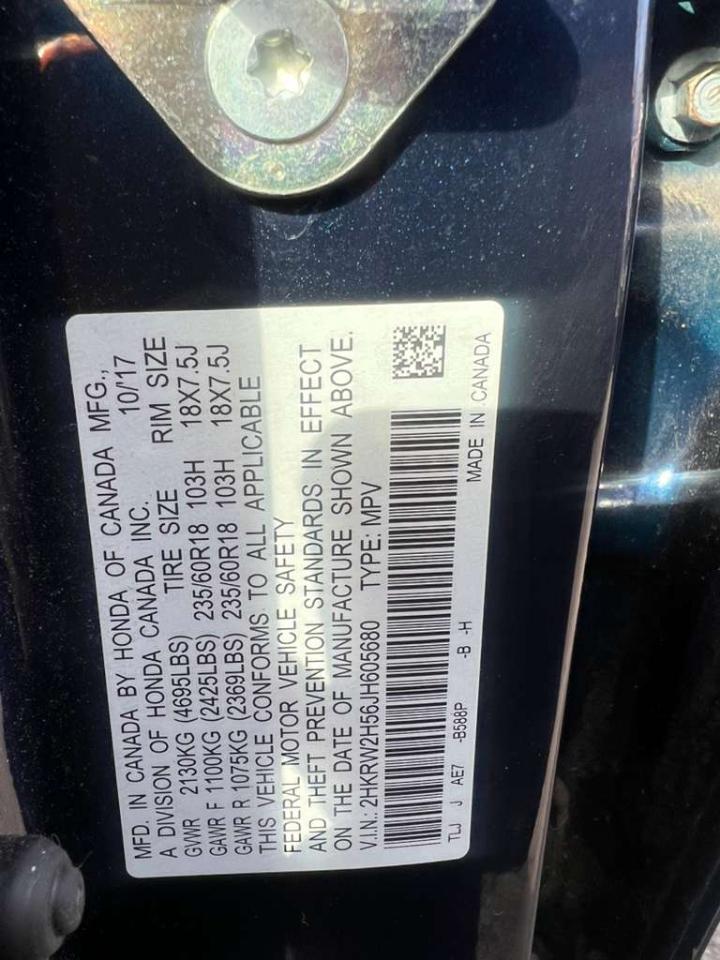 MFD. IN CANADA BY HONDA OF CANADA MFG.,
A DIVISION OF HONDA CANADA INC. 10/'17
GVWR 2130KG (4695LBS) TIRE SIZE RIM SIZE
GAWR F 1100KG (2425LBS) 235/60R18 103H 18X7.5J
GAWR R 1075KG (2369LBS) 235/60R18 103H 18X7.5J
THIS VEHICLE CONFORMS TO ALL APPLICABLE
FEDERAL MOTOR VEHICLE SAFETY
AND THEFT PREVENTION STANDARDS IN EFFECT
ON THE DATE OF MANUFACTURE SHOWN ABOVE.
V.I.N.: 2HKRW2H56JH605680 TYPE: MPV
TLJ J AE7 -B588P -B -H MADE IN CANADA